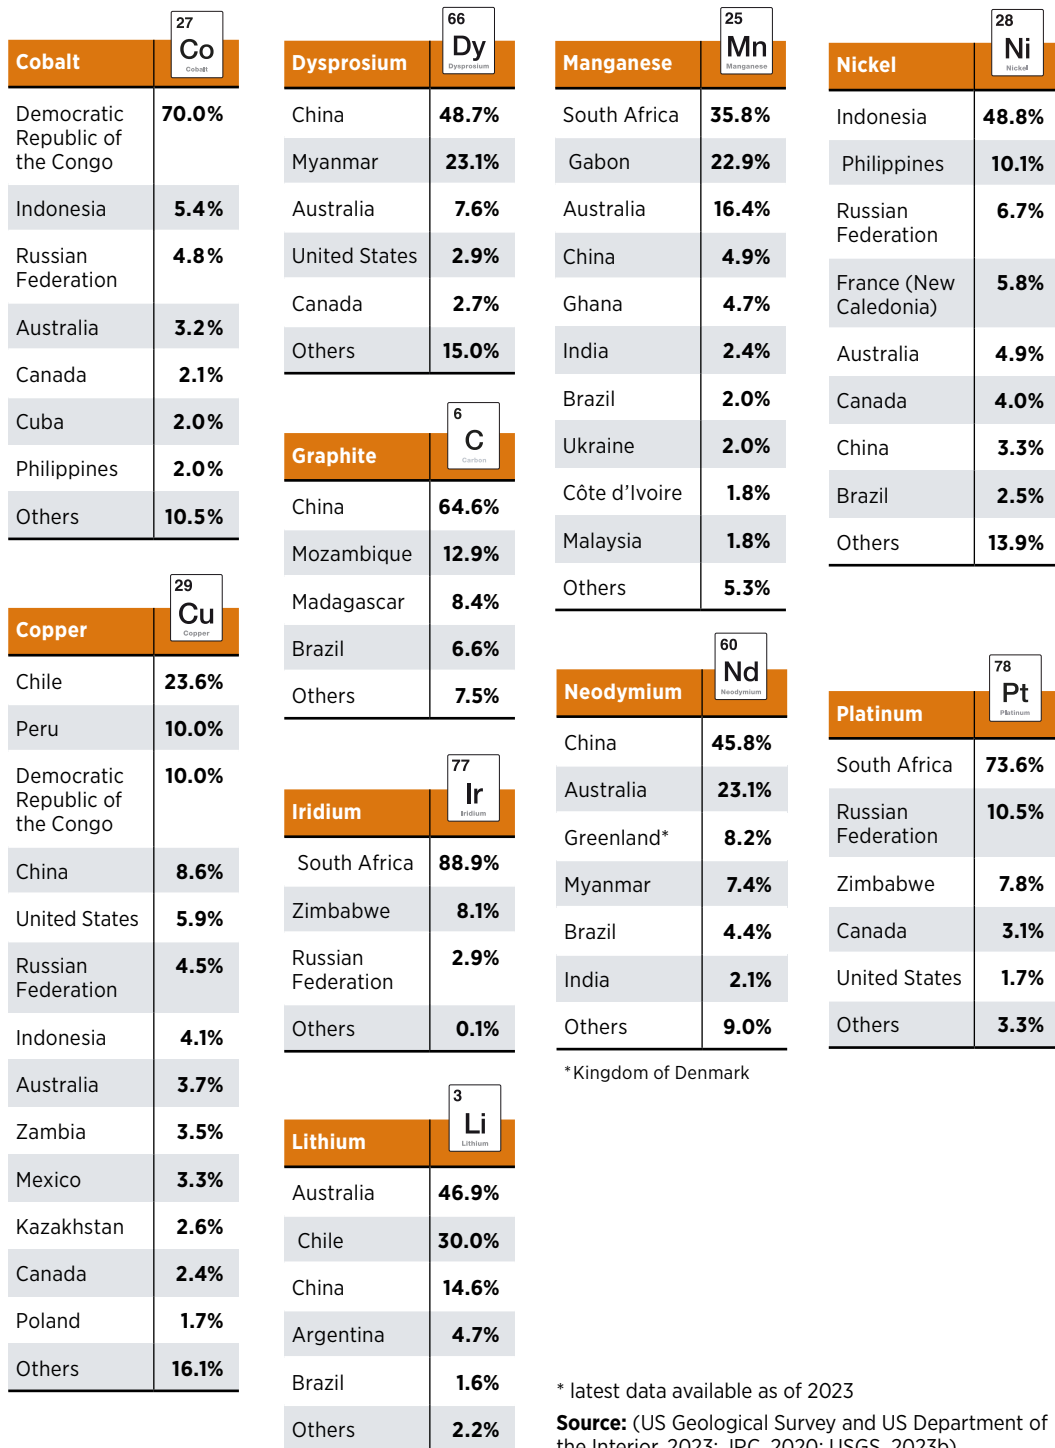 27
Co
Cobalt
Cobalt
Democratic 70.0%
Republic of
the Congo
Indonesia 5.4%
Russian 4.8%
Federation
Australia 3.2%
Canada 2.1%
Cuba 2.0%
Philippines 2.0%
Others 10.5%
29
Cu
Copper
Copper
Chile 23.6%
Peru 10.0%
Democratic 10.0%
Republic of
the Congo
China 8.6%
United States 5.9%
Russian 4.5%
Federation
Indonesia 4.1%
Australia 3.7%
Zambia 3.5%
Mexico 3.3%
Kazakhstan 2.6%
Canada 2.4%
Poland 1.7%
Others 16.1%
66
Dy
Dysprosium
Dysprosium
China 48.7%
Myanmar 23.1%
Australia 7.6%
United States 2.9%
Canada 2.7%
Others 15.0%
6
C
Carbon
Graphite
China 64.6%
Mozambique 12.9%
Madagascar 8.4%
Brazil 6.6%
Others 7.5%
77
Ir
Iridium
Iridium
South Africa 88.9%
Zimbabwe 8.1%
Russian 2.9%
Federation
Others 0.1%
3
Li
Lithium
Lithium
Australia 46.9%
Chile 30.0%
China 14.6%
Argentina 4.7%
Brazil 1.6%
Others 2.2%
25
Mn
Manganese
Manganese
South Africa 35.8%
Gabon 22.9%
Australia 16.4%
China 4.9%
Ghana 4.7%
India 2.4%
Brazil 2.0%
Ukraine 2.0%
Côte d’Ivoire 1.8%
Malaysia 1.8%
Others 5.3%
60
Nd
Neodymium
Neodymium
China 45.8%
Australia 23.1%
Greenland* 8.2%
Myanmar 7.4%
Brazil 4.4%
India 2.1%
Others 9.0%
*Kingdom of Denmark
28
Ni
Nickel
Nickel
Indonesia 48.8%
Philippines 10.1%
Russian 6.7%
Federation
France (New 5.8%
Caledonia)
Australia 4.9%
Canada 4.0%
China 3.3%
Brazil 2.5%
Others 13.9%
78
Pt
Platinum
Platinum
South Africa 73.6%
Russian 10.5%
Federation
Zimbabwe 7.8%
Canada 3.1%
United States 1.7%
Others 3.3%
* latest data available as of 2023
Source: (US Geological Survey and US Department of
the Interior, 2023; JRC, 2020; USGS, 2023b)